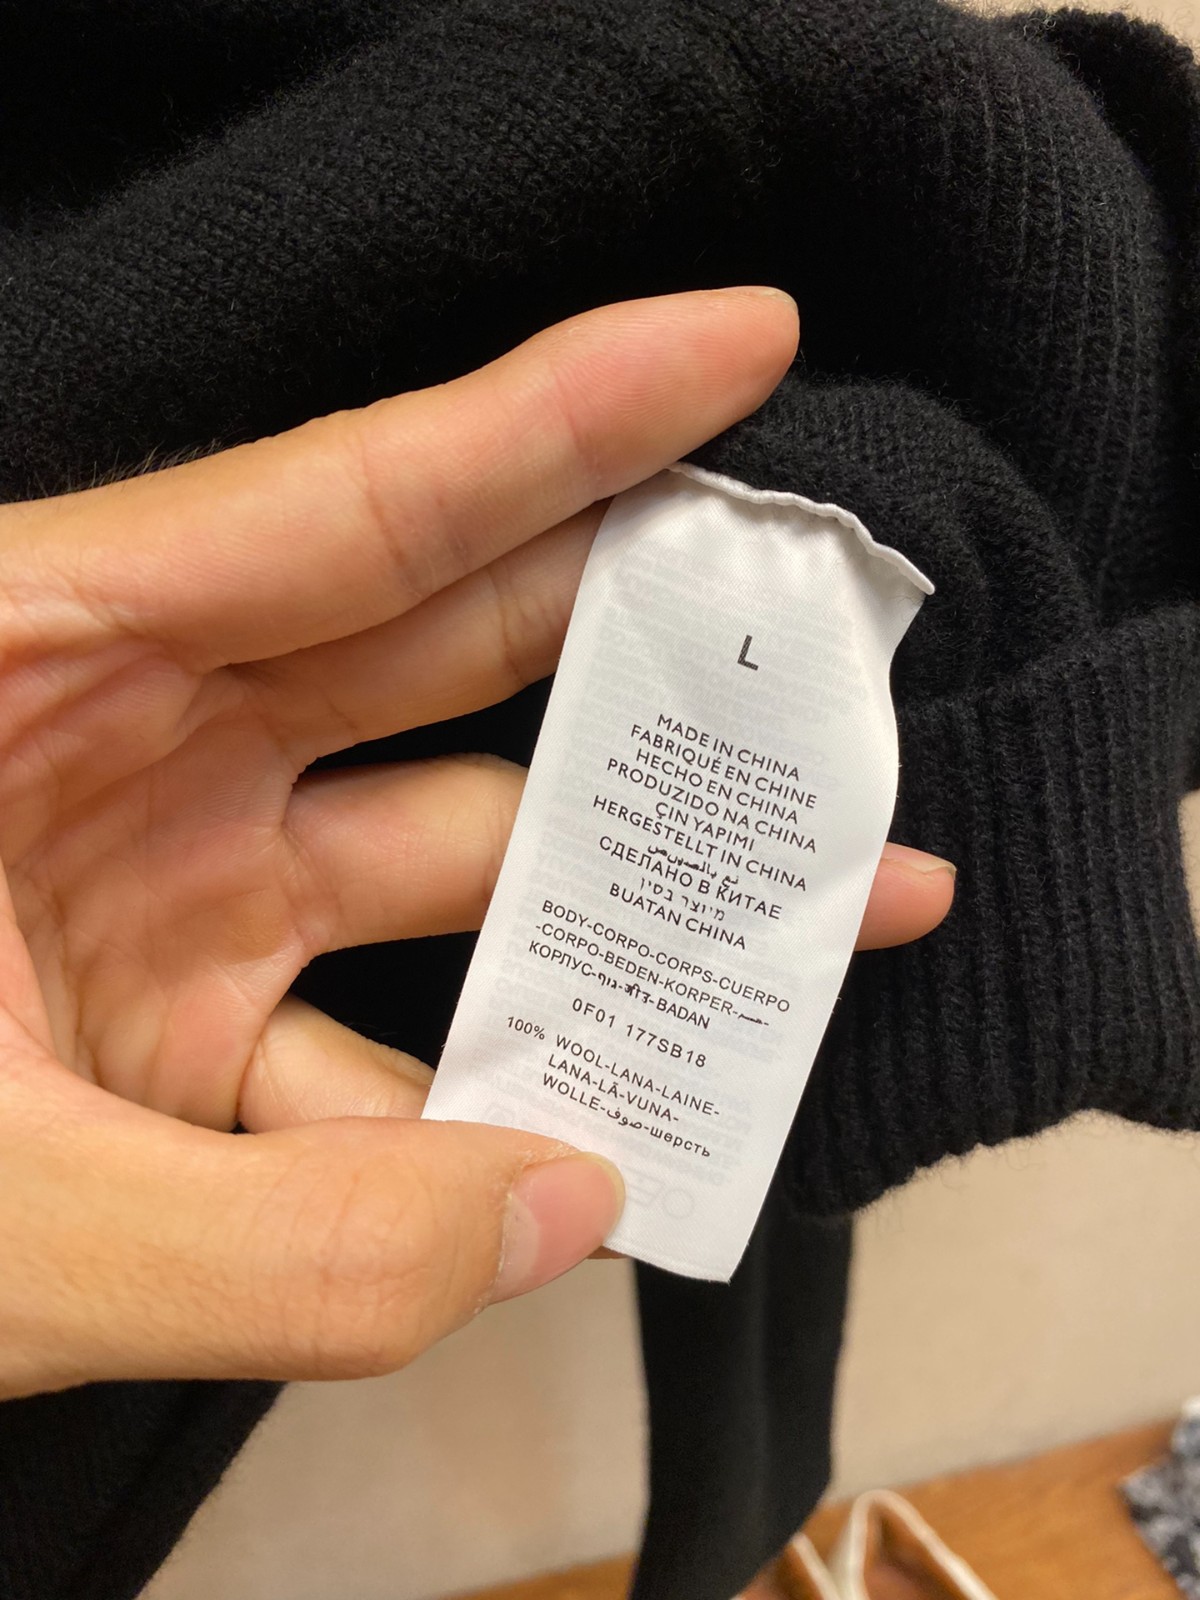 L
MADE IN CHINA
FABRIQUÉ EN CHINE
HECHO EN CHINA
PRODUZIDO NA CHINA
ÇIN YAPIMI
HERGESTELLT IN CHINA
СДЕЛАНО В КИТАЕ
מיוצר בסין
BUATAN CHINA
BODY-CORPO-CORPS-CUERPO
-CORPO-BEDEN-KORPER-
КОРПУС-גוף-
-BADAN
0F01 177SB18
100% WOOL-LANA-LAINE-
LANA-LÃ-VUNA-
WOLLE-صوف-шерсть